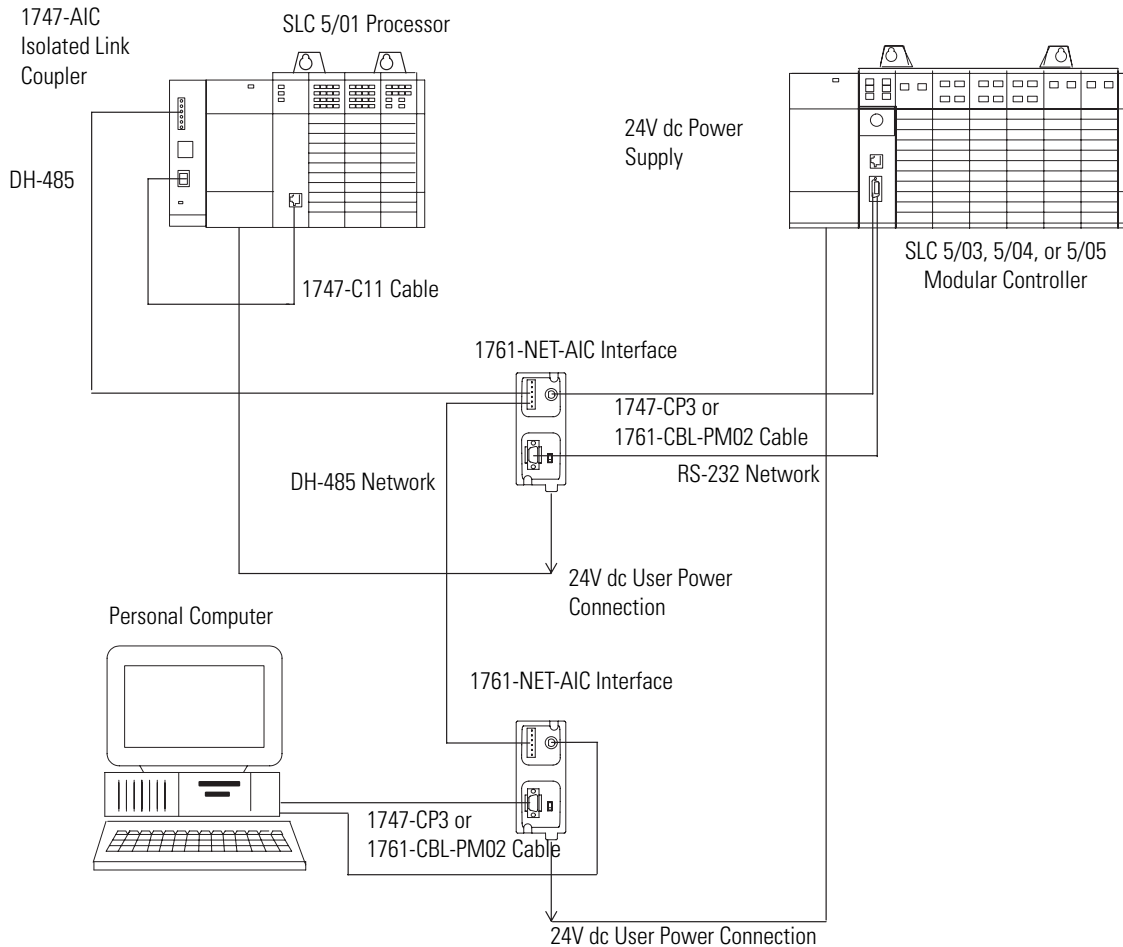 1747-AIC
Isolated Link
Coupler
SLC 5/01 Processor
24V dc Power
Supply
DH-485
SLC 5/03, 5/04, or 5/05
Modular Controller
1747-C11 Cable
1761-NET-AIC Interface
1747-CP3 or
1761-CBL-PM02 Cable
RS-232 Network
DH-485 Network
24V dc User Power
Connection
Personal Computer
1761-NET-AIC Interface
1747-CP3 or
1761-CBL-PM02 Cable
24V dc User Power Connection